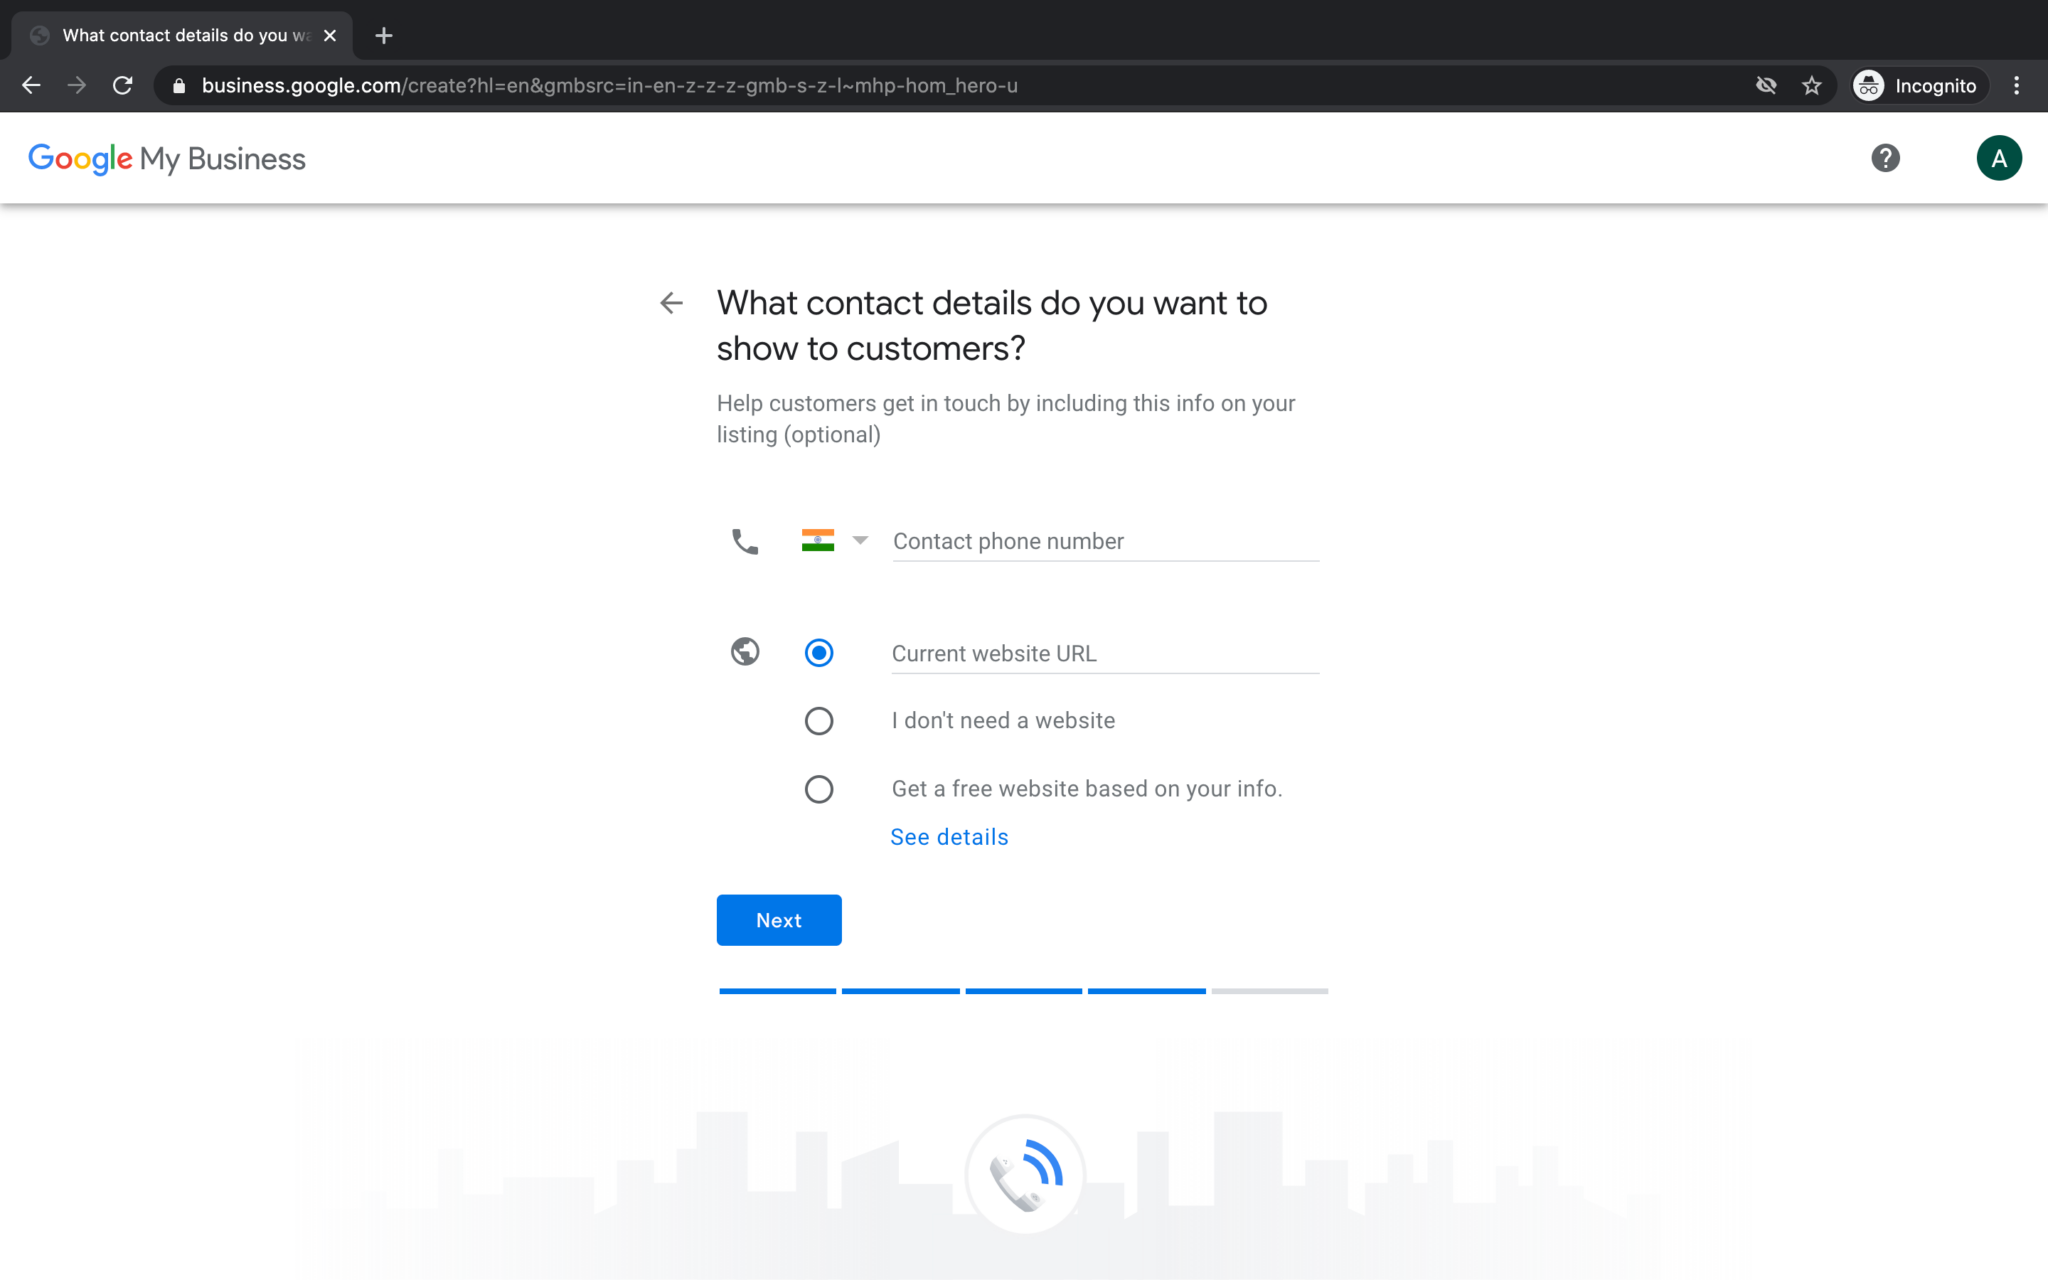 What contact details do you wa
business.google.com/create?hl=en&gmbsrc=in-en-z-z-z-gmb-s-z-l~mhp-hom_hero-u
Incognito
Google My Business
A
What contact details do you want to
show to customers?
Help customers get in touch by including this info on your
listing (optional)
Contact phone number
Current website URL
I don't need a website
Get a free website based on your info.
See details
Next